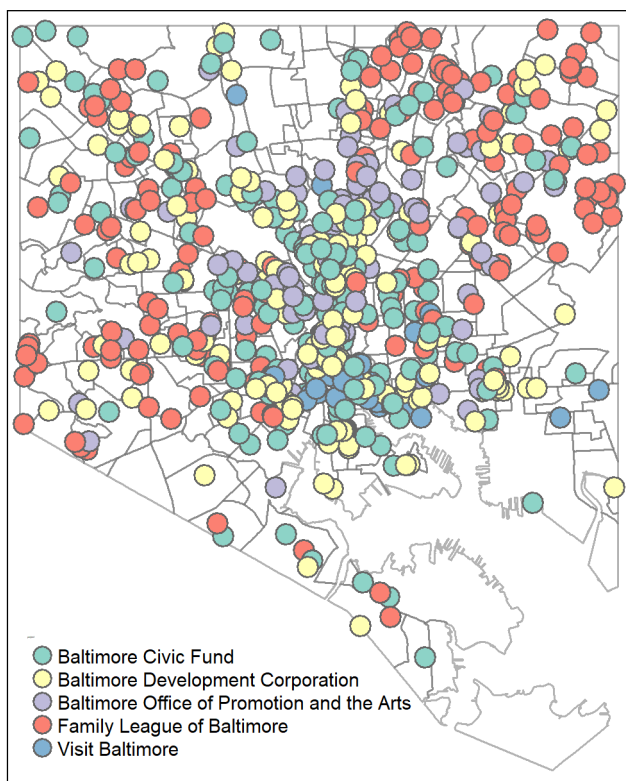 Baltimore Civic Fund
Baltimore Development Corporation
Baltimore Office of Promotion and the Arts
Family League of Baltimore
Visit Baltimore